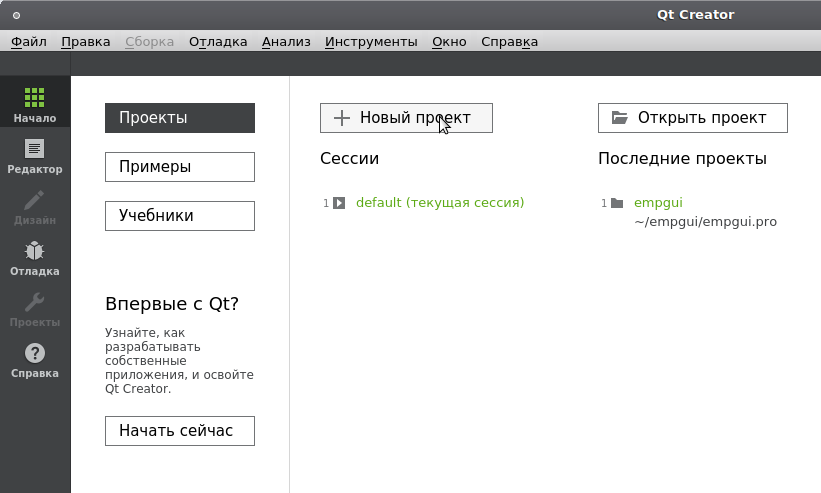 Qt Creator
Файл Правка Сборка Отладка Анализ Инструменты Окно Справка
Начало
Редактор
Дизайн
Отладка
Проекты
Справка
Проекты
Примеры
Учебники
Впервые с Qt?
Узнайте, как
разрабатывать
собственные
приложения, и освойте
Qt Creator.
Начать сейчас
Новый проект
Сессии
1 default (текущая сессия)
Открыть проект
Последние проекты
1 empgui
~/empgui/empgui.pro